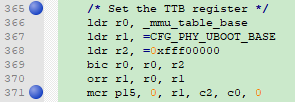 365 /* Set the TTB register */
366 ldr r0, _mmu_table_base
367 ldr r1, =CFG_PHY_UBOOT_BASE
368 ldr r2, =0xfff00000
369 bic r0, r0, r2
370 orr r1, r0, r1
371 mcr p15, 0, r1, c2, c0, 0